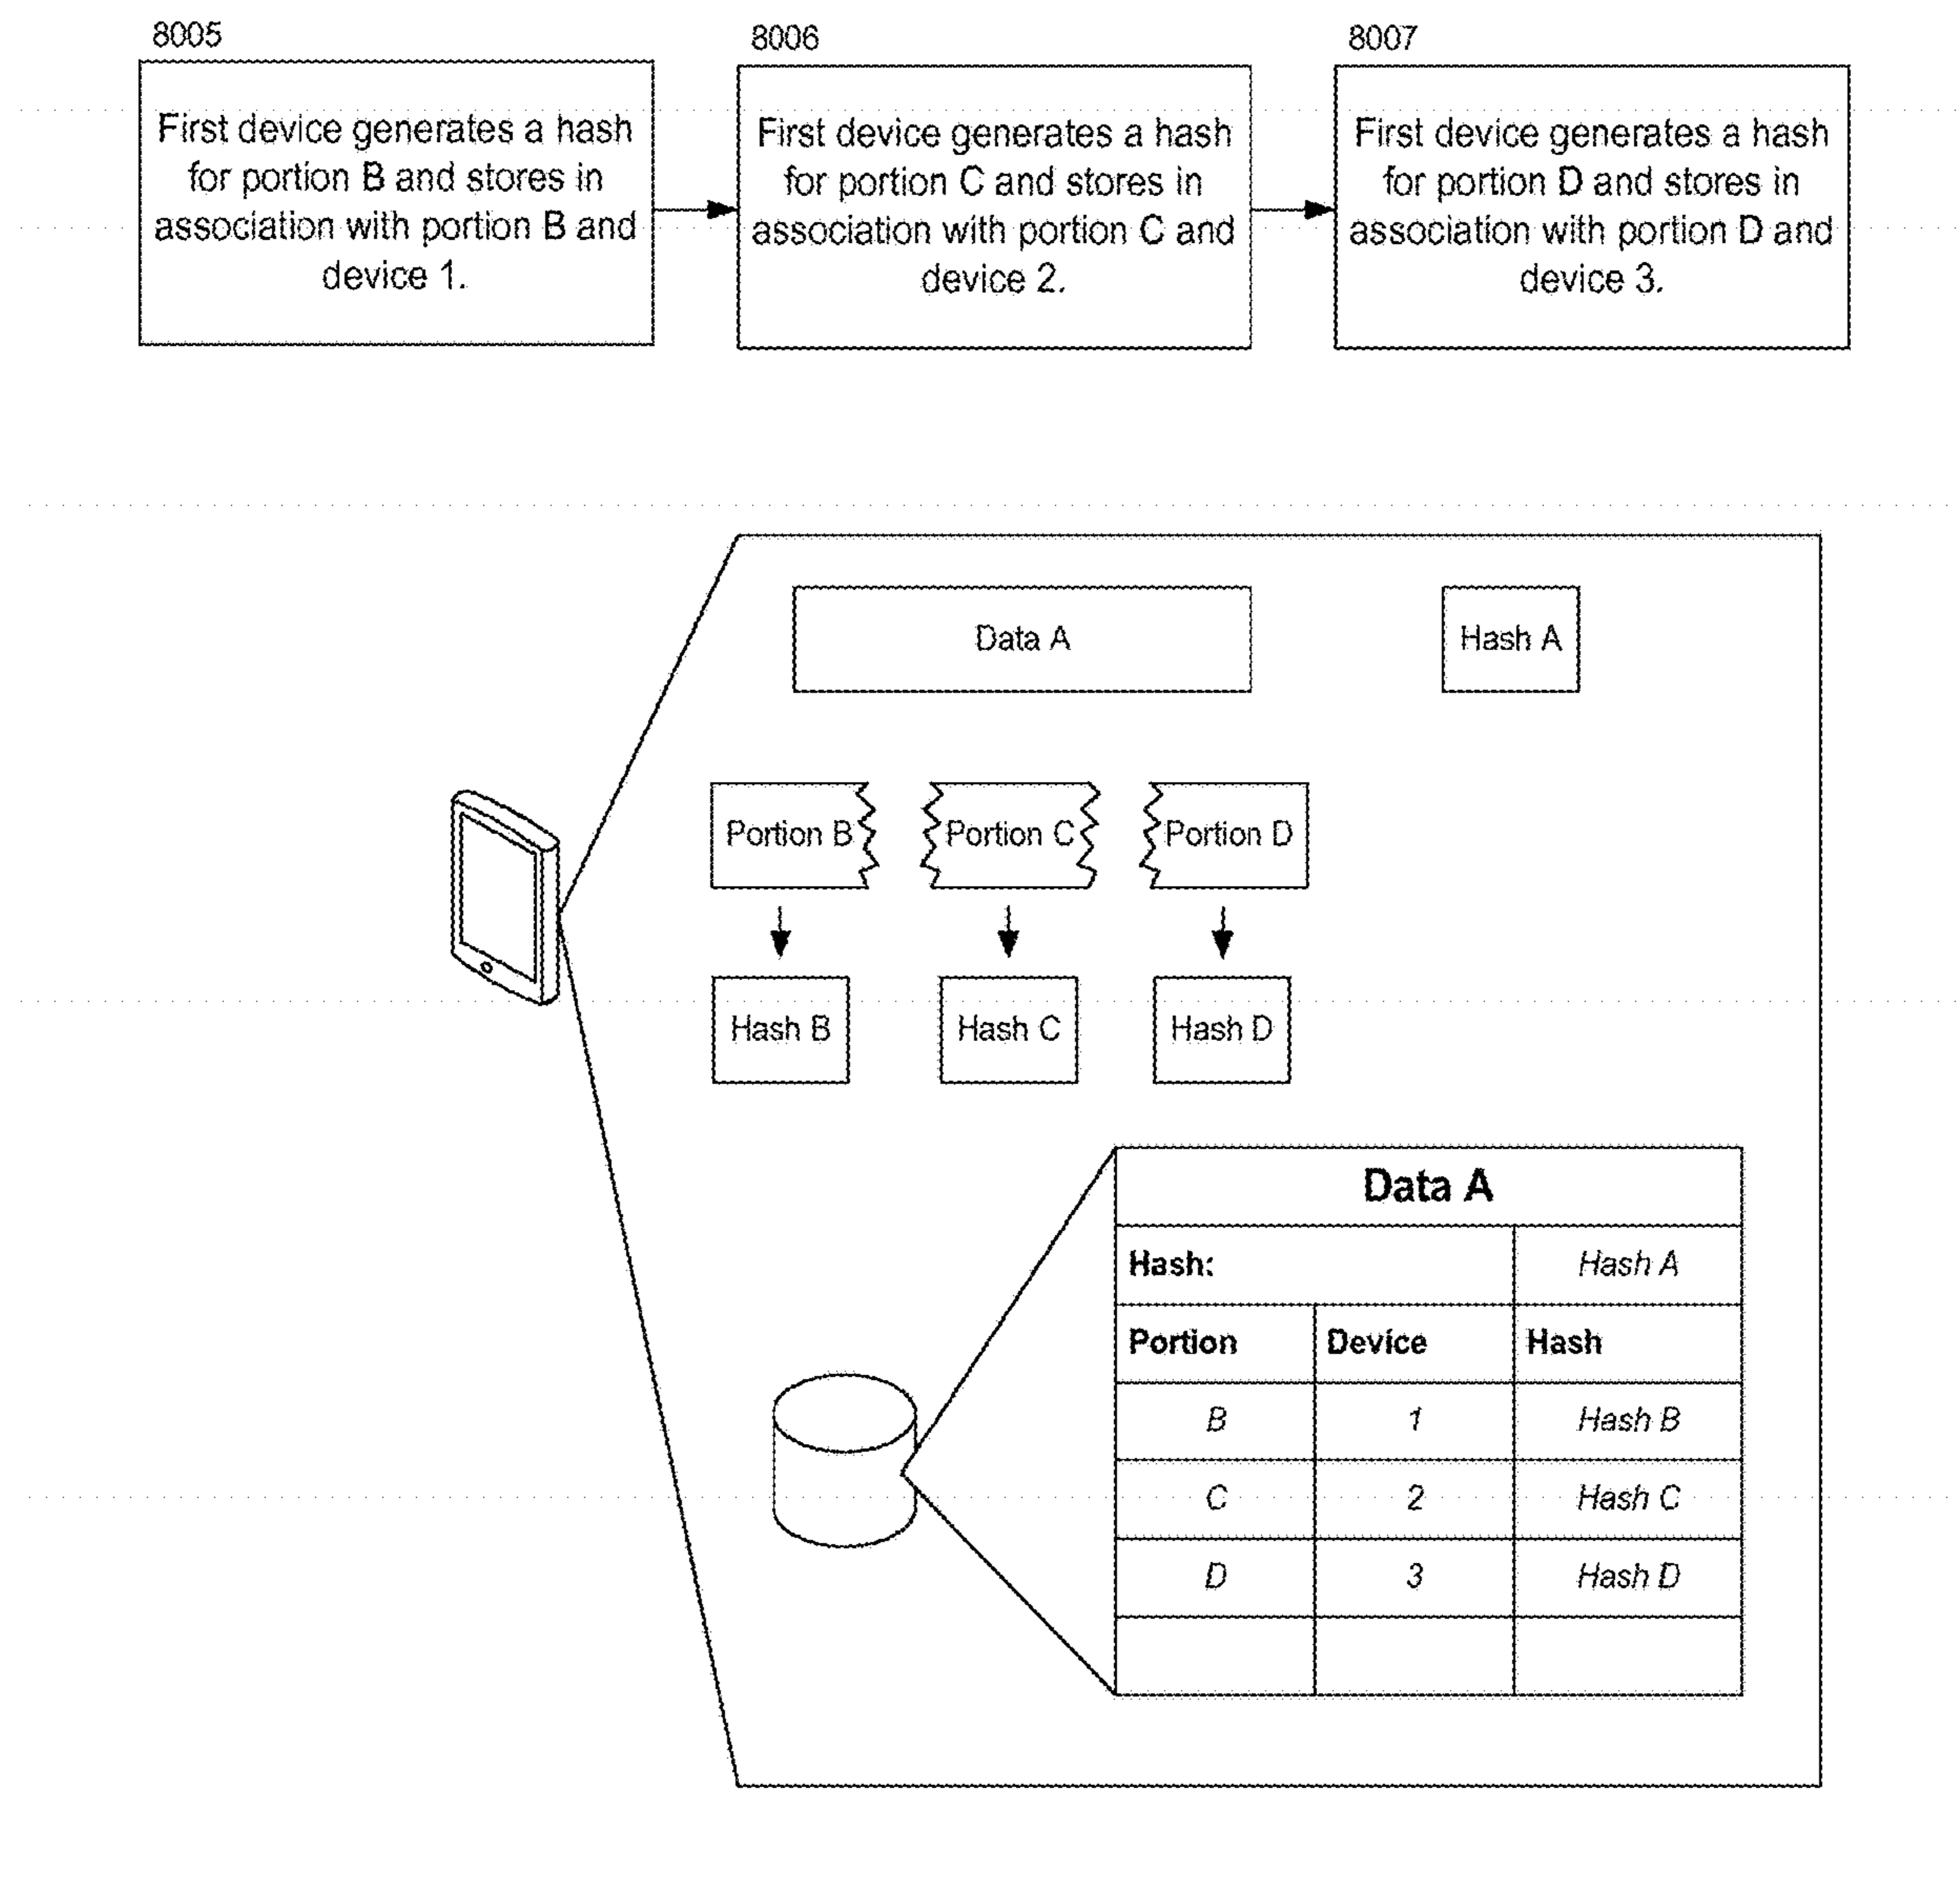 8005
First device generates a hash
for portion B and stores in
association with portion B and
device 1.
8006
First device generates a hash
for portion C and stores in
association with portion C and
device 2.
8007
First device generates a hash
for portion D and stores in
association with portion D and
device 3.
Data A
Hash A
Portion B
Portion C
Portion D
Hash B
Hash C
Hash D
Data A
Hash: Hash A
Portion Device Hash
B 1 Hash B
C 2 Hash C
D 3 Hash D